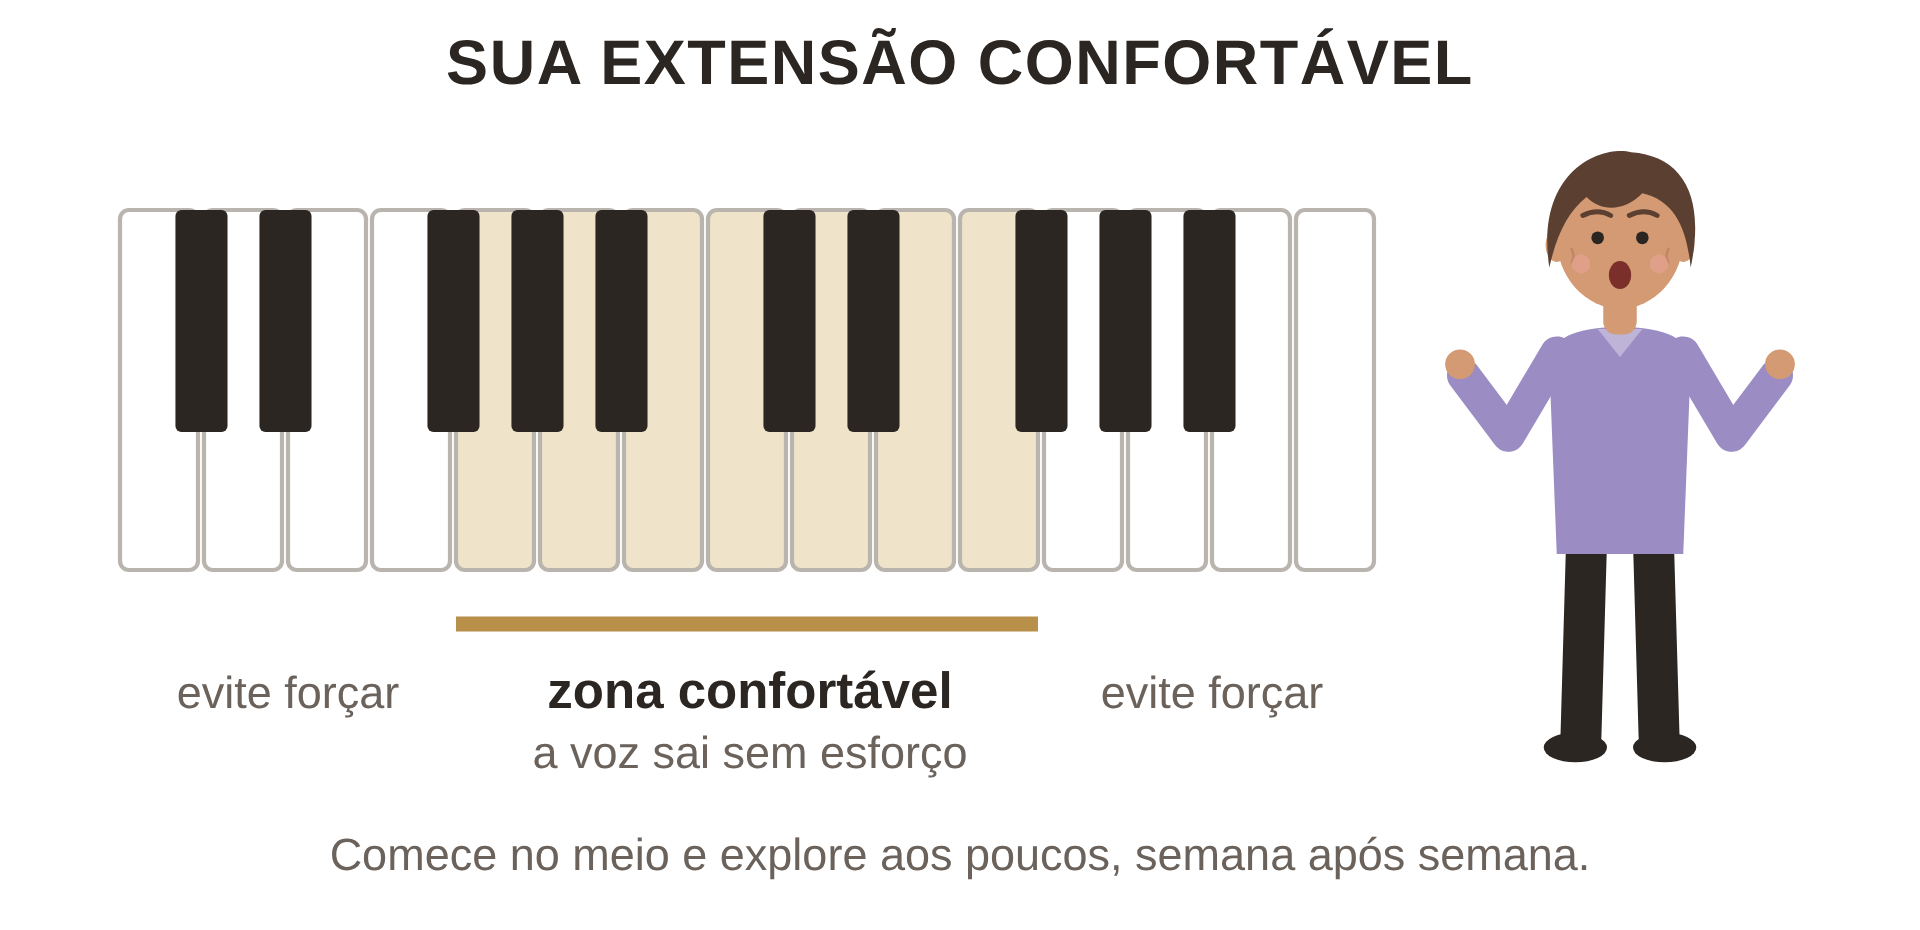 SUA EXTENSÃO CONFORTÁVEL
evite forçar
zona confortável
evite forçar
a voz sai sem esforço
Comece no meio e explore aos poucos, semana após semana.